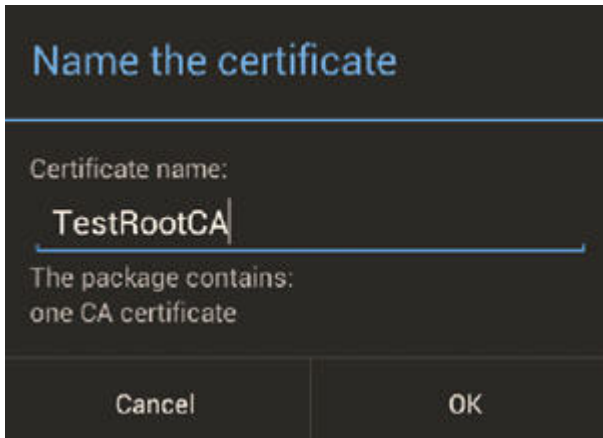 Name the certificate
Certificate name:
TestRootCA
The package contains:
one CA certificate
Cancel
OK